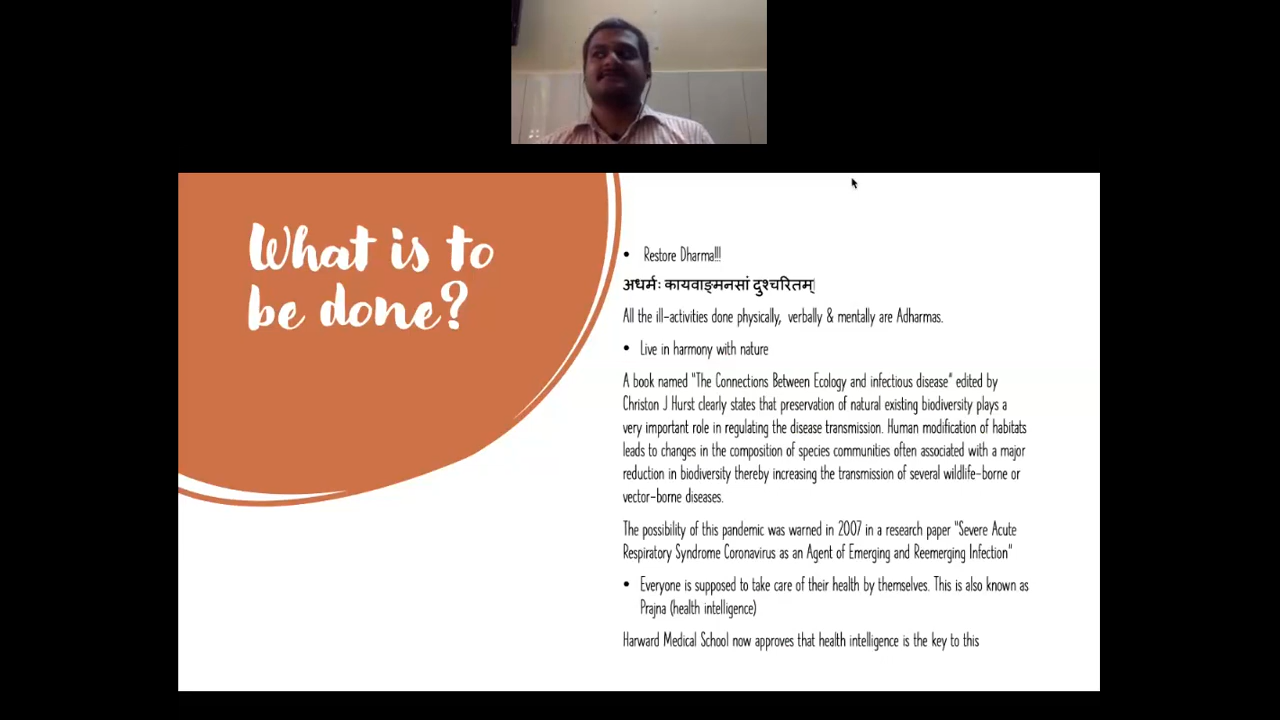 What is to
be done?
• Restore Dharma!!!
अधर्मः कायवाङ्मनसां दुश्चरितम्
All the ill-activities done physically, verbally & mentally are Adharmas.
• Live in harmony with nature
A book named "The Connections Between Ecology and infectious disease" edited by
Christon J Hurst clearly states that preservation of natural existing biodiversity plays a
very important role in regulating the disease transmission. Human modification of habitats
leads to changes in the composition of species communities often associated with a major
reduction in biodiversity thereby increasing the transmission of several wildlife-borne or
vector-borne diseases.
The possibility of this pandemic was warned in 2007 in a research paper "Severe Acute
Respiratory Syndrome Coronavirus as an Agent of Emerging and Reemerging Infection"
• Everyone is supposed to take care of their health by themselves. This is also known as
Prajna (health intelligence)
Harward Medical School now approves that health intelligence is the key to this